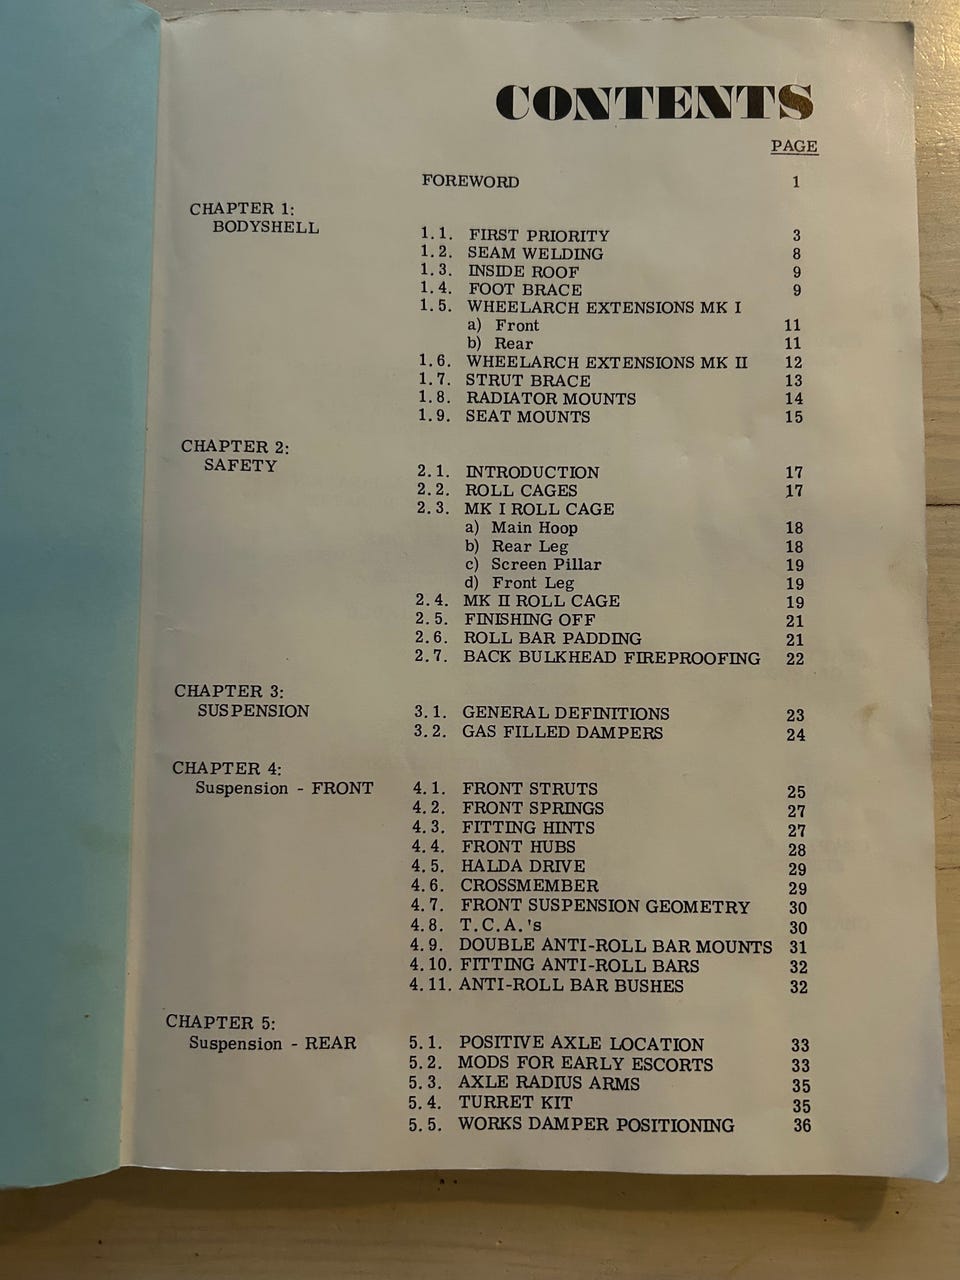 CONTENTS
PAGE
FOREWORD 1
CHAPTER 1:
BODYSHELL
1.1. FIRST PRIORITY 3
1.2. SEAM WELDING 8
1.3. INSIDE ROOF 9
1.4. FOOT BRACE 9
1.5. WHEELARCH EXTENSIONS MK I
a) Front 11
b) Rear 11
1.6. WHEELARCH EXTENSIONS MK II 12
1.7. STRUT BRACE 13
1.8. RADIATOR MOUNTS 14
1.9. SEAT MOUNTS 15
CHAPTER 2:
SAFETY
2.1. INTRODUCTION 17
2.2. ROLL CAGES 17
2.3. MK I ROLL CAGE
a) Main Hoop 18
b) Rear Leg 18
c) Screen Pillar 19
d) Front Leg 19
2.4. MK II ROLL CAGE 19
2.5. FINISHING OFF 21
2.6. ROLL BAR PADDING 21
2.7. BACK BULKHEAD FIREPROOFING 22
CHAPTER 3:
SUSPENSION
3.1. GENERAL DEFINITIONS 23
3.2. GAS FILLED DAMPERS 24
CHAPTER 4:
Suspension - FRONT
4.1. FRONT STRUTS 25
4.2. FRONT SPRINGS 27
4.3. FITTING HINTS 27
4.4. FRONT HUBS 28
4.5. HALDA DRIVE 29
4.6. CROSSMEMBER 29
4.7. FRONT SUSPENSION GEOMETRY 30
4.8. T.C.A.'s 30
4.9. DOUBLE ANTI-ROLL BAR MOUNTS 31
4.10. FITTING ANTI-ROLL BARS 32
4.11. ANTI-ROLL BAR BUSHES 32
CHAPTER 5:
Suspension - REAR
5.1. POSITIVE AXLE LOCATION 33
5.2. MODS FOR EARLY ESCORTS 33
5.3. AXLE RADIUS ARMS 35
5.4. TURRET KIT 35
5.5. WORKS DAMPER POSITIONING 36